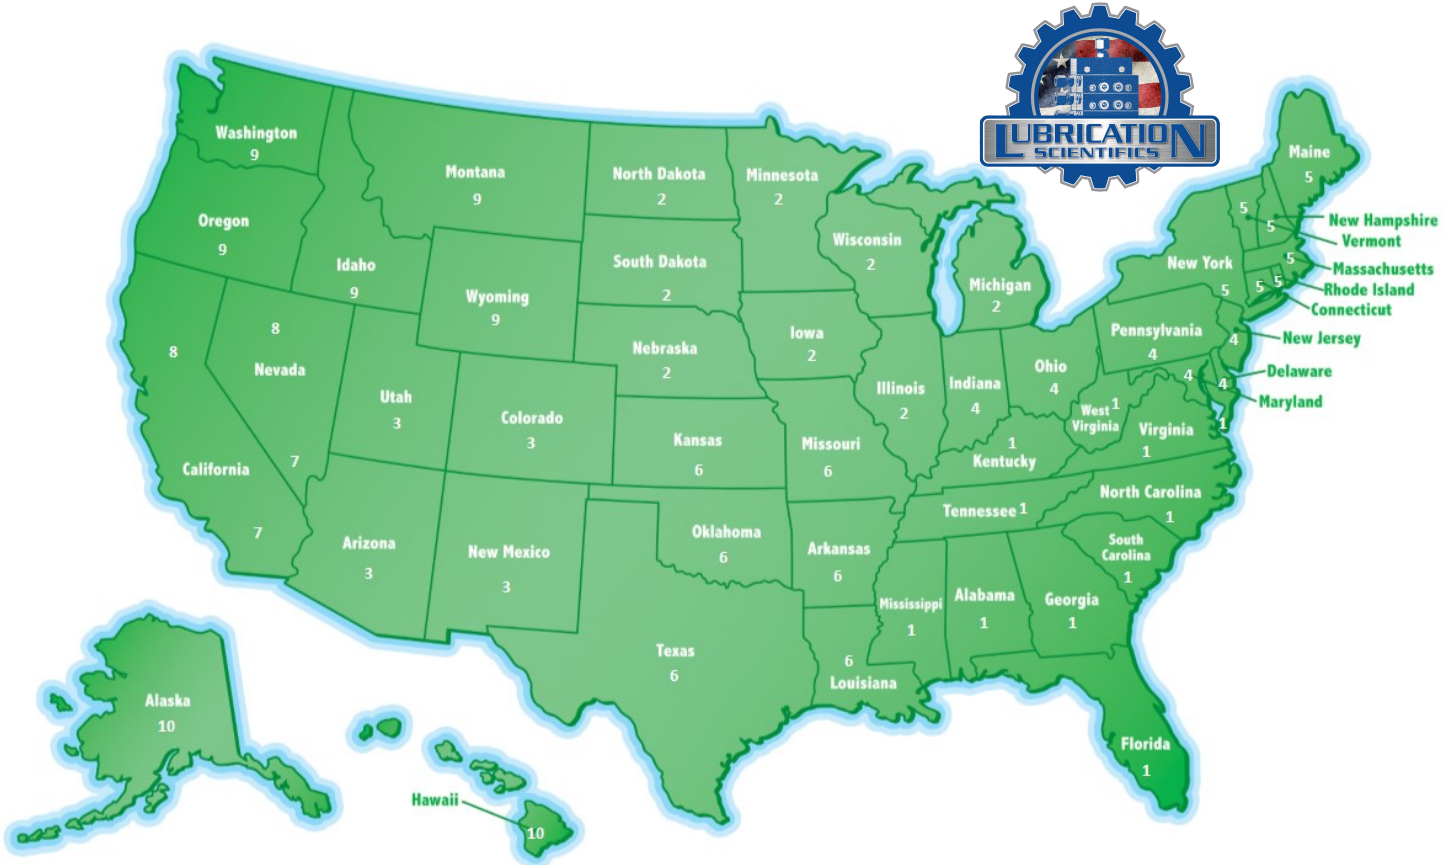 LUBRICATION
SCIENTIFICS
Washington
9
Oregon
9
Idaho
9
Montana
9
Wyoming
9
North Dakota
2
South Dakota
2
Nebraska
2
Minnesota
2
Wisconsin
2
Michigan
2
Iowa
2
Illinois
2
Indiana
4
Ohio
4
Pennsylvania
4
New York
5
Maine
5
5
5
New Hampshire
Vermont
5
Massachusetts
5
Rhode Island
5
Connecticut
4
New Jersey
4
Delaware
4
Maryland
8
California
7
8
Nevada
7
Utah
3
Colorado
3
Arizona
3
New Mexico
3
Kansas
6
Missouri
6
Oklahoma
6
Arkansas
6
Texas
6
6
Louisiana
1
Kentucky
West
Virginia
1
Virginia
1
1
Tennessee 1
North Carolina
1
South
Carolina
1
Mississippi
1
Alabama
1
Georgia
1
Florida
1
Alaska
10
Hawaii
10